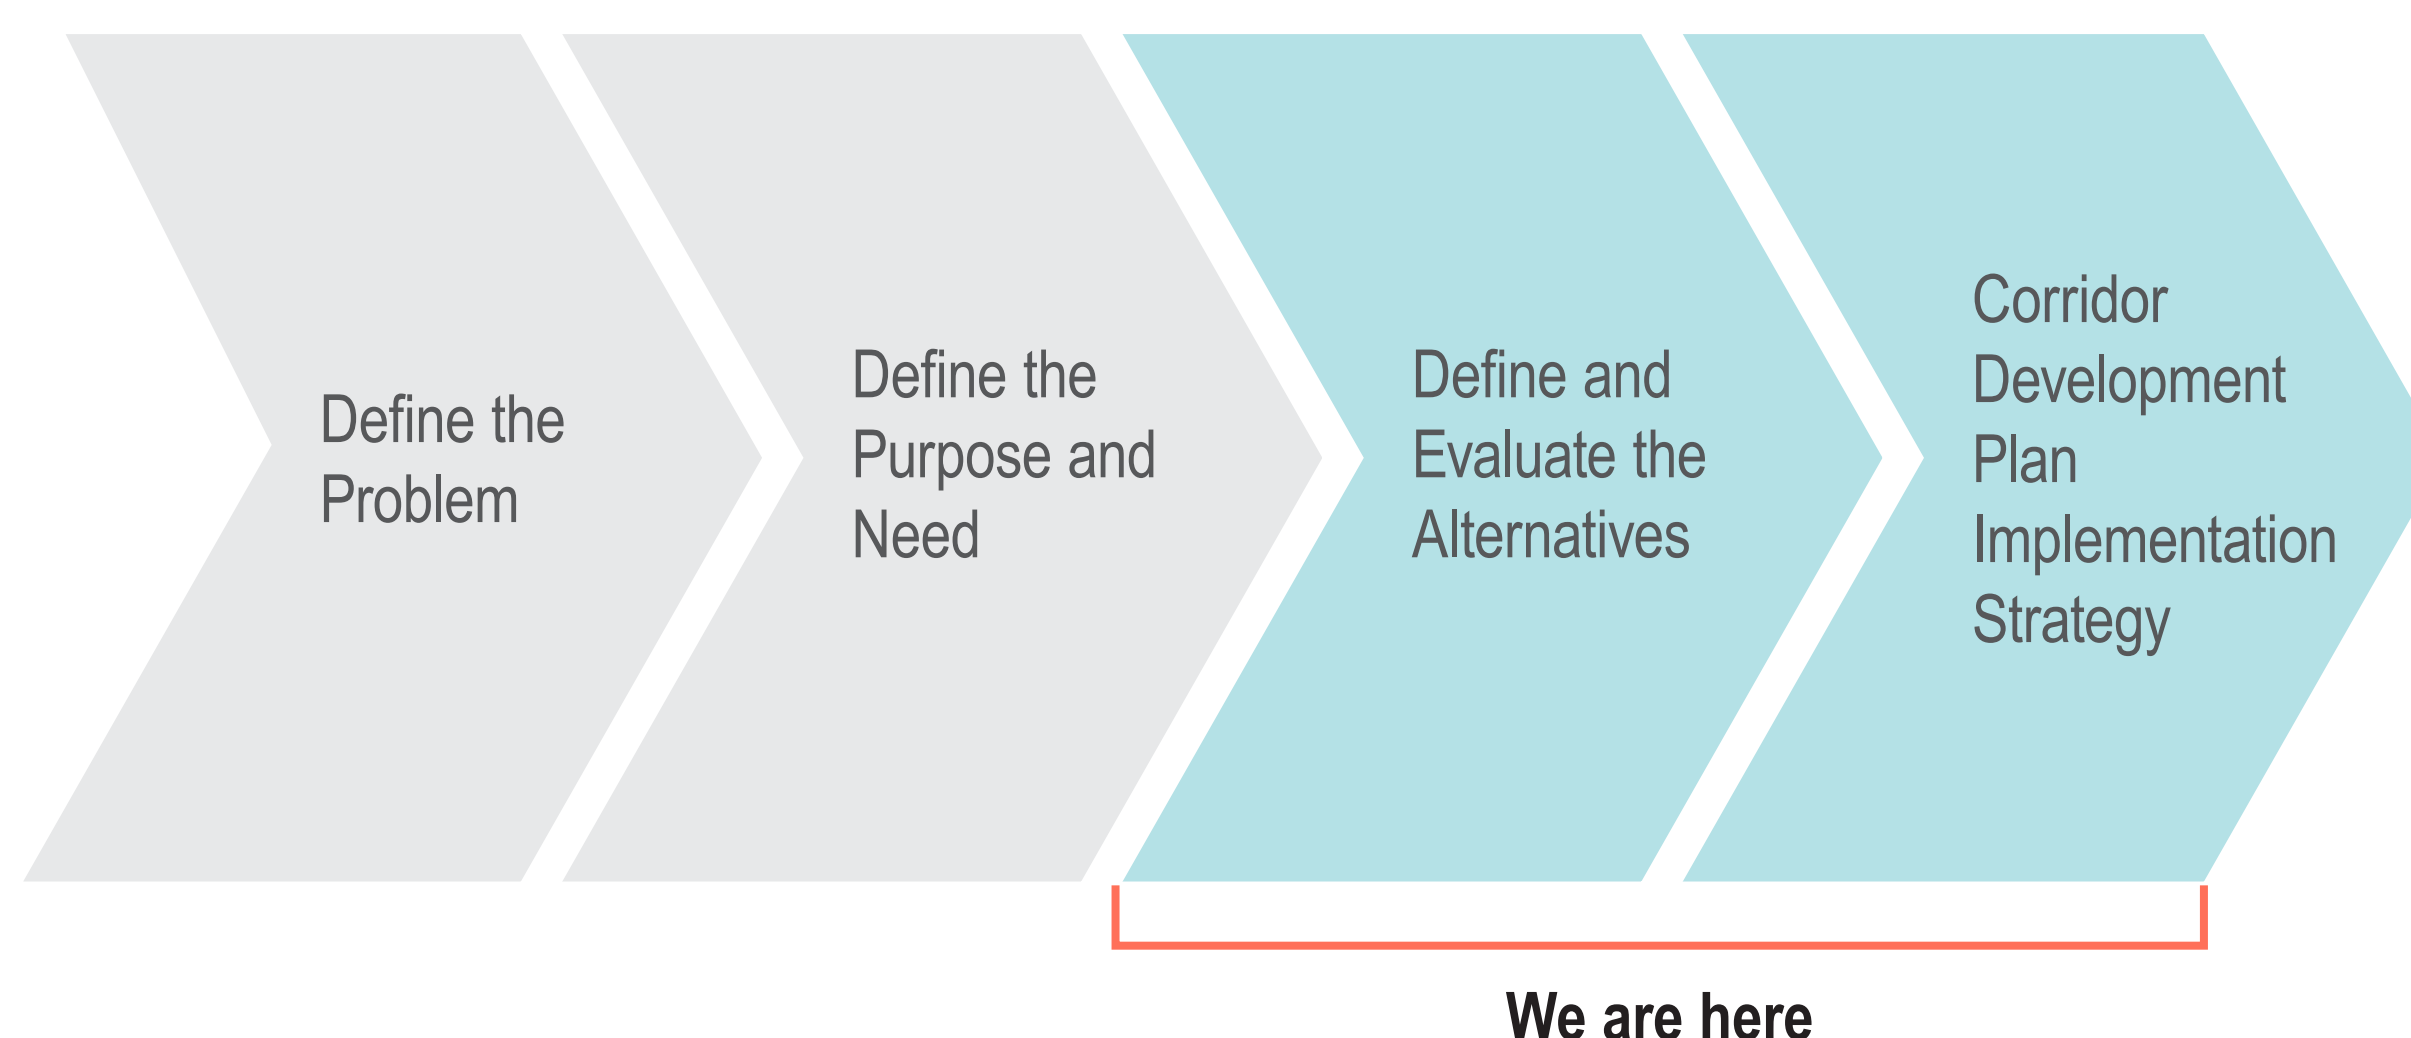 Define the
Problem
Define the
Purpose and
Need
Define and
Evaluate the
Alternatives
Corridor
Development
Plan
Implementation
Strategy
We are here